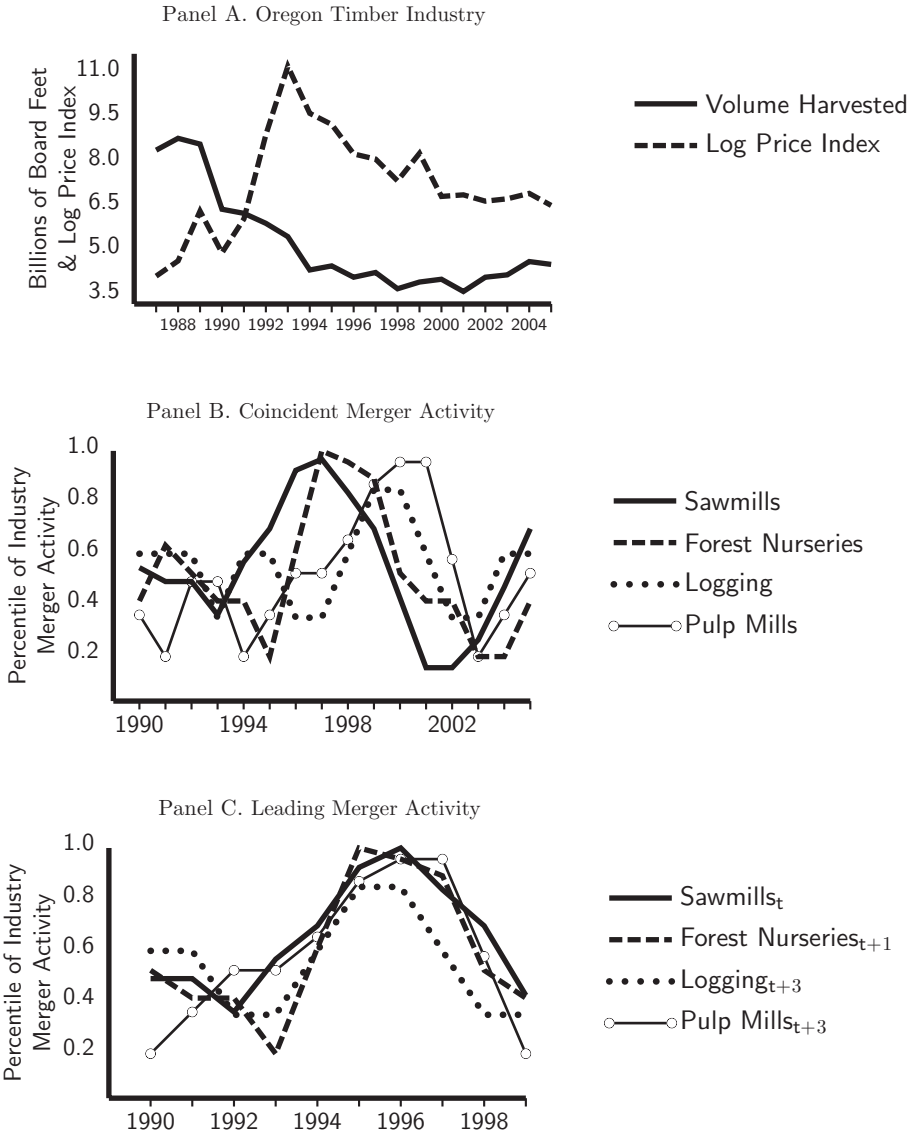 Panel A. Oregon Timber Industry
Billions of Board Feet
& Log Price Index
11.0
9.5
8.0
6.5
5.0
3.5
1988 1990 1992 1994 1996 1998 2000 2002 2004
Volume Harvested
Log Price Index
Panel B. Coincident Merger Activity
Percentile of Industry
Merger Activity
1.0
0.8
0.6
0.4
0.2
1990 1994 1998 2002
Sawmills
Forest Nurseries
Logging
Pulp Mills
Panel C. Leading Merger Activity
Percentile of Industry
Merger Activity
1.0
0.8
0.6
0.4
0.2
1990 1992 1994 1996 1998
Sawmillst
Forest Nurseriest+1
Loggingt+3
Pulp Millst+3